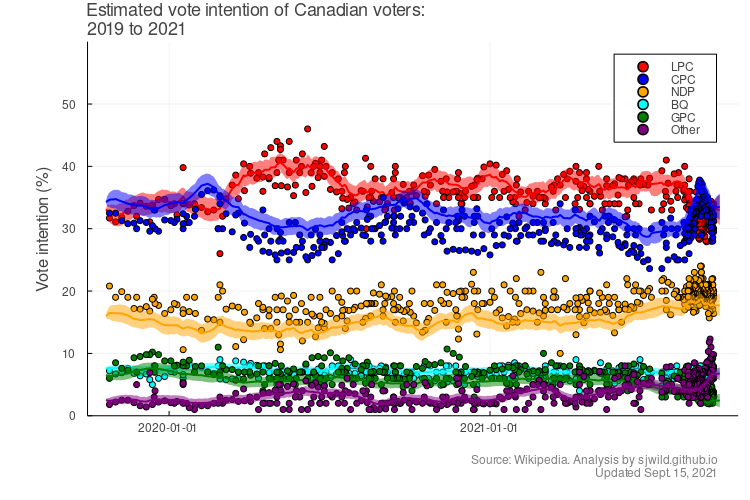 Estimated vote intention of Canadian voters:
2019 to 2021
LPC
CPC
NDP
BQ
GPC
Other
Vote intention (%)
50
40
30
20
10
0
2020-01-01
2021-01-01
Source: Wikipedia. Analysis by sjwild.github.io
Updated Sept. 15, 2021